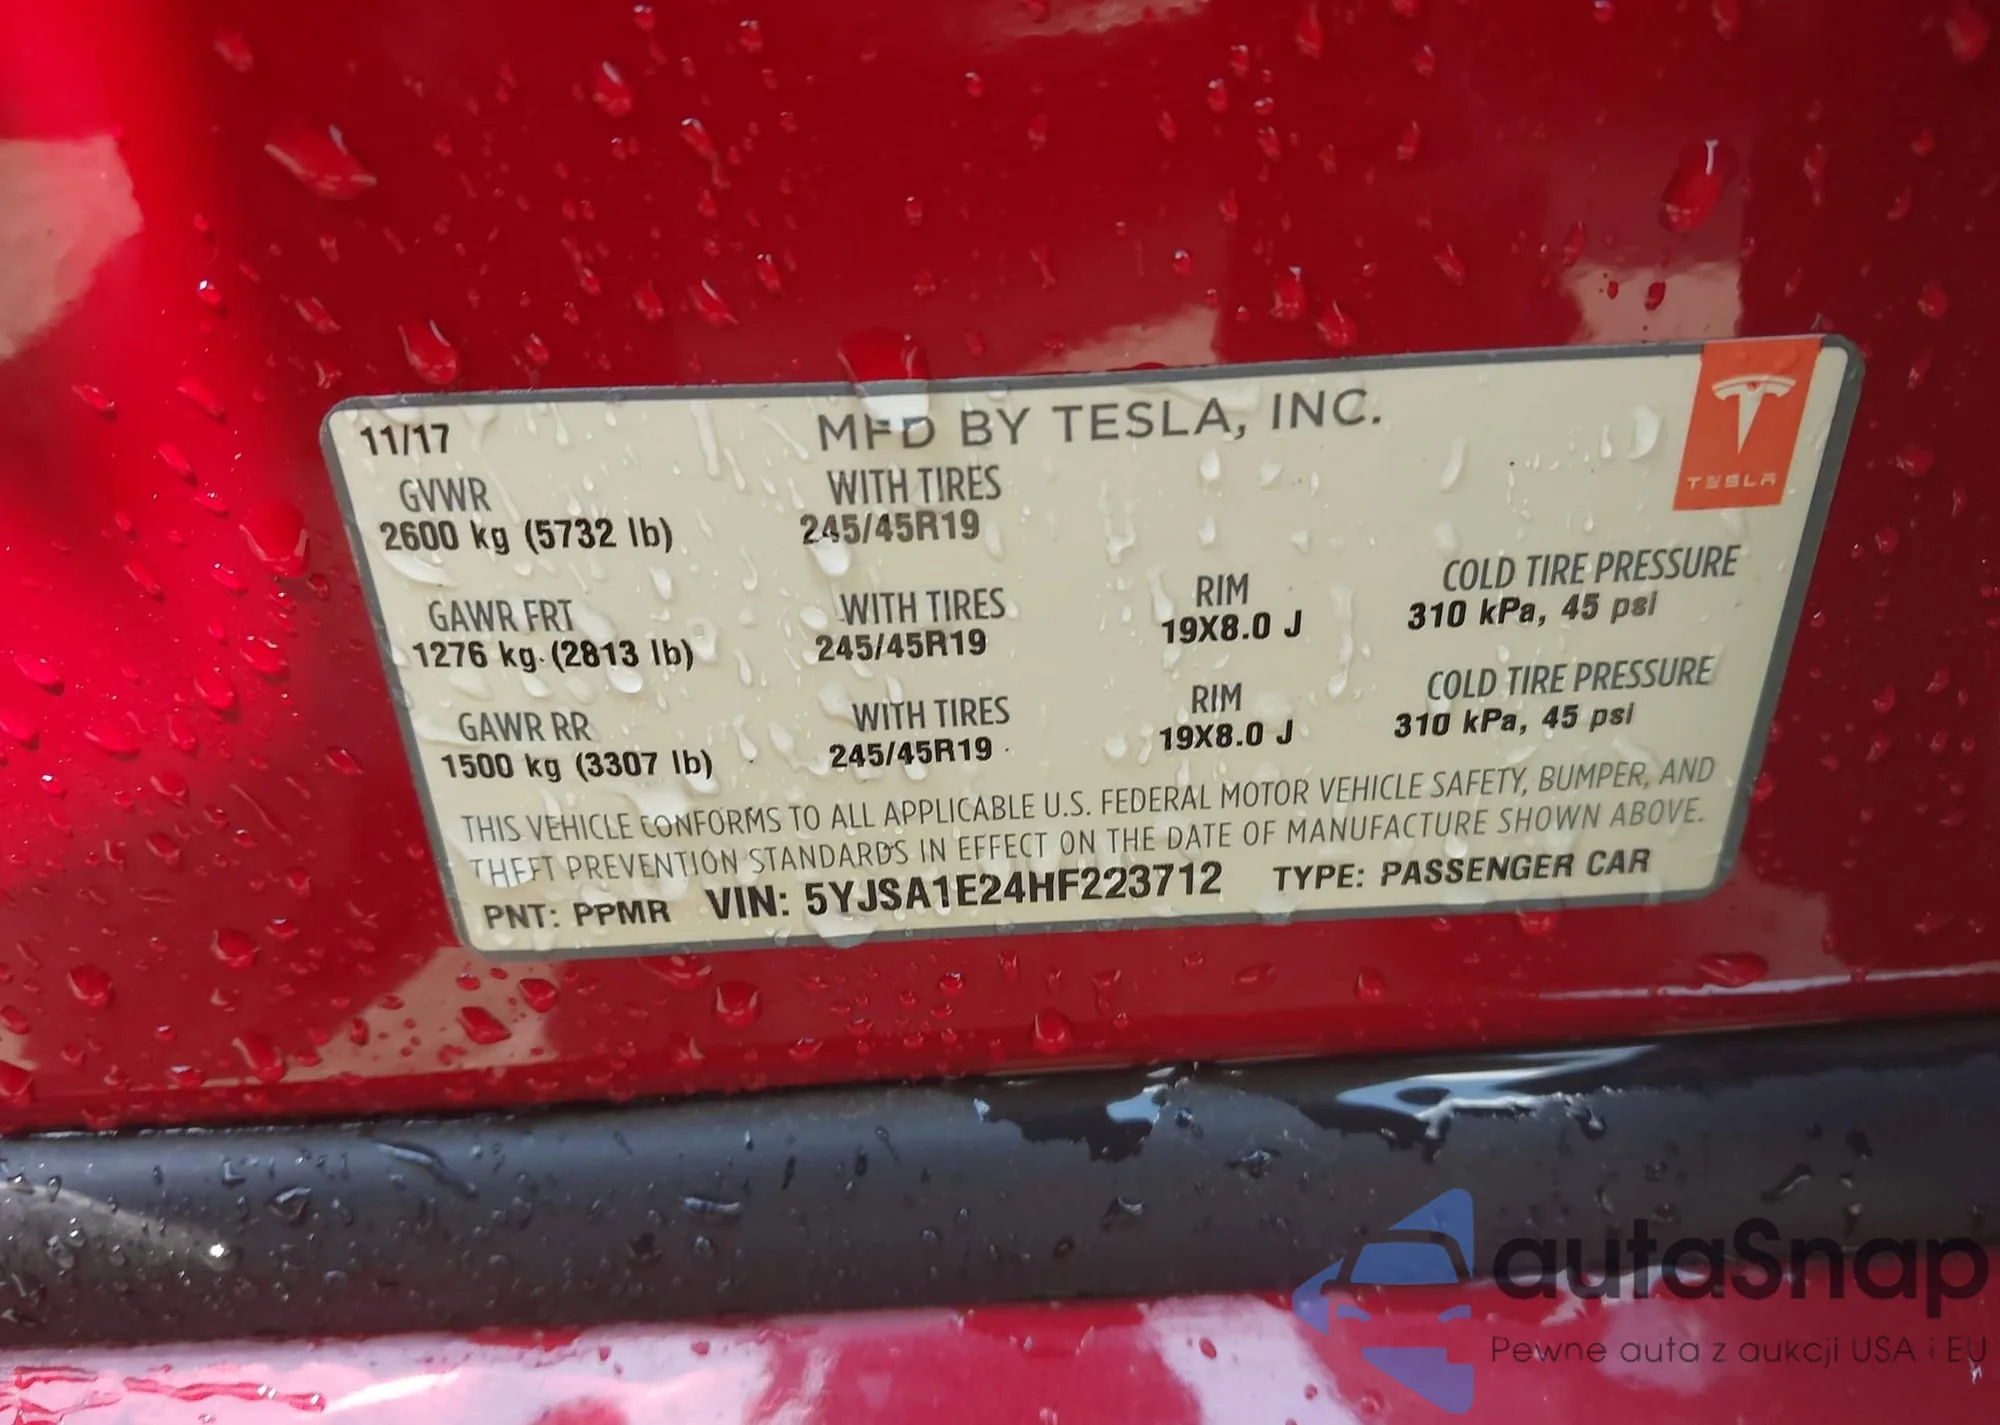 11/17 MFD BY TESLA, INC.
TESLA
GVWR WITH TIRES
2600 kg (5732 lb) 245/45R19
GAWR FRT WITH TIRES RIM COLD TIRE PRESSURE
1276 kg (2813 lb) 245/45R19 19X8.0 J 310 kPa, 45 psi
GAWR RR WITH TIRES RIM COLD TIRE PRESSURE
1500 kg (3307 lb) 245/45R19 19X8.0 J 310 kPa, 45 psi
THIS VEHICLE CONFORMS TO ALL APPLICABLE U.S. FEDERAL MOTOR VEHICLE SAFETY, BUMPER, AND
THEFT PREVENTION STANDARDS IN EFFECT ON THE DATE OF MANUFACTURE SHOWN ABOVE.
PNT: PPMR VIN: 5YJSA1E24HF223712 TYPE: PASSENGER CAR
autaSnap
Pewne auta z aukcji USA i EU